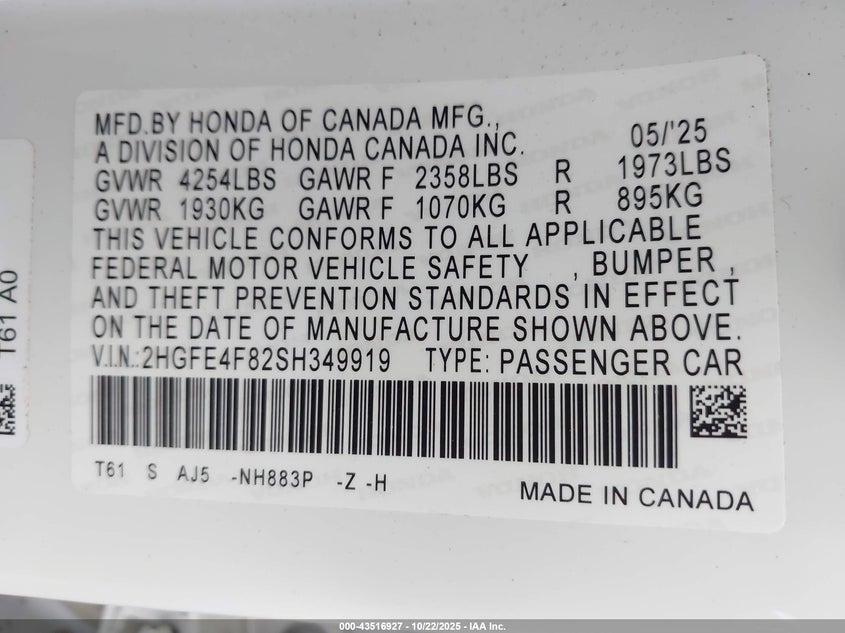 MFD.BY HONDA OF CANADA MFG.,
A DIVISION OF HONDA CANADA INC. 05/'25
GVWR 4254LBS GAWR F 2358LBS R 1973LBS
GVWR 1930KG GAWR F 1070KG R 895KG
THIS VEHICLE CONFORMS TO ALL APPLICABLE
FEDERAL MOTOR VEHICLE SAFETY , BUMPER ,
AND THEFT PREVENTION STANDARDS IN EFFECT
ON THE DATE OF MANUFACTURE SHOWN ABOVE.
V.I.N.:2HGFE4F82SH349919 TYPE: PASSENGER CAR
T61 S AJ5 -NH883P -Z -H
MADE IN CANADA
T61 A0
000-43516927 - 10/22/2025 - IAA Inc.